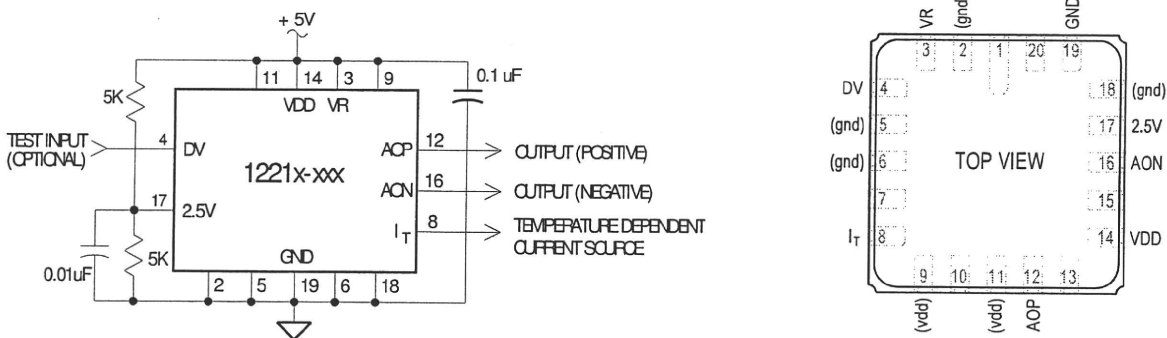 + 5V
11 14 3 9
0.1 uF
5K
VDD VR
TEST INPUT
(OPTIONAL)
4 DV
1221x-xxx
AOP 12 OUTPUT (POSITIVE)
AON 16 OUTPUT (NEGATIVE)
17 2.5V
I_T 8 TEMPERATURE DEPENDENT
CURRENT SOURCE
0.01uF
5K
GND
2 5 19 6 18
VR (gnd GND
3 2 1 20 19
DV 4
18 (gnd)
(gnd) 5
17 2.5V
(gnd) 6
TOP VIEW
16 AON
7
15
I_T 8
14 VDD
9 10 11 12 13
(vdd) (vdd) AOP